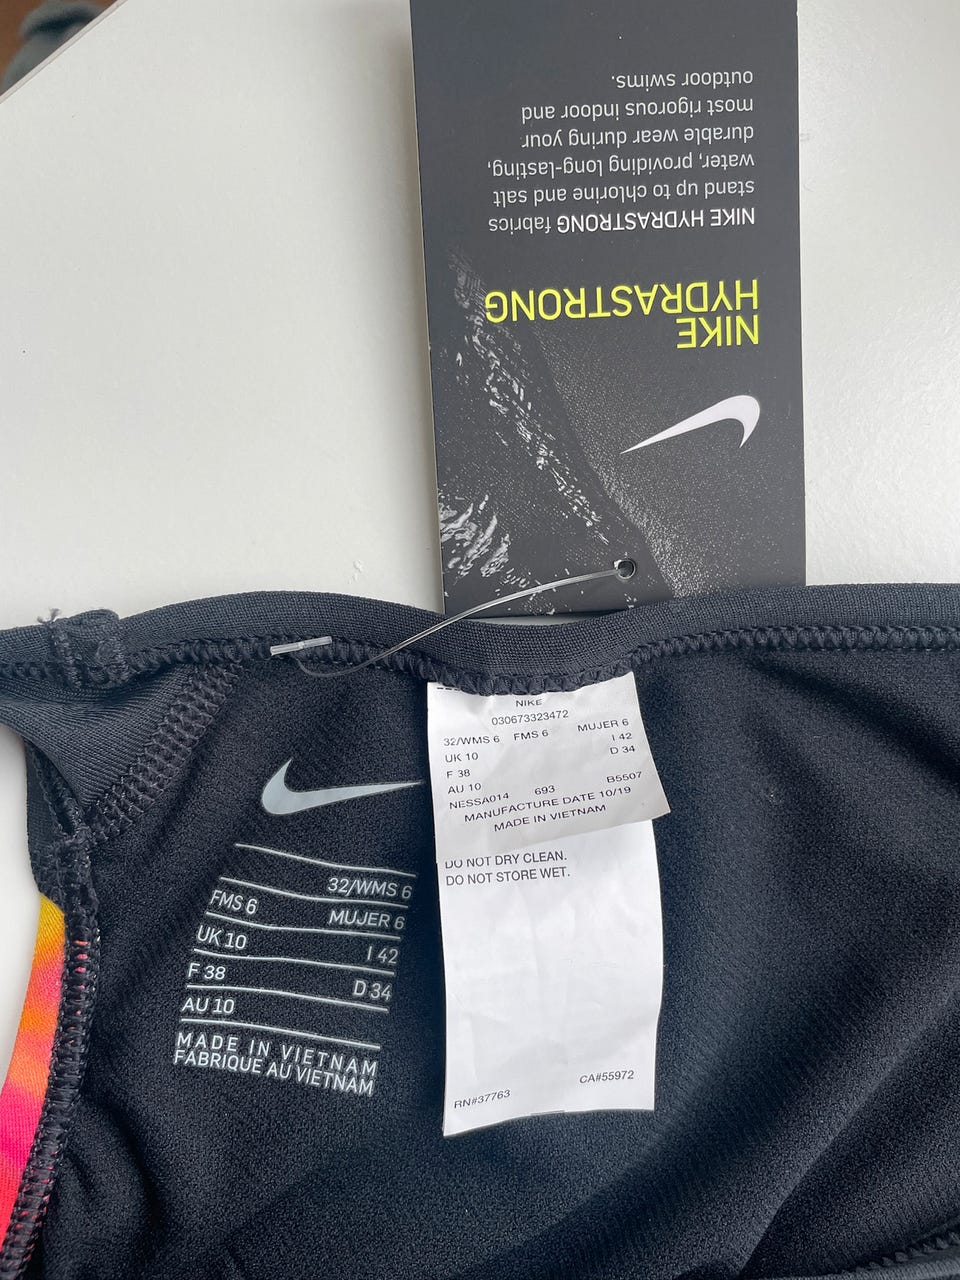 NIKE
HYDRASTRONG
NIKE HYDRASTRONG fabrics
stand up to chlorine and salt
water, providing long-lasting,
durable wear during your
most rigorous indoor and
outdoor swims.
NIKE
030673323472
32/WMS 6 FMS 6 MUJER 6
UK 10 I 42
F 38 D 34
AU 10
NESSA014 693 B5507
MANUFACTURE DATE 10/19
MADE IN VIETNAM
DO NOT DRY CLEAN.
DO NOT STORE WET.
RN#37763 CA#55972
32/WMS 6
FMS 6 MUJER 6
UK 10 I 42
F 38 D 34
AU 10
MADE IN VIETNAM
FABRIQUE AU VIETNAM